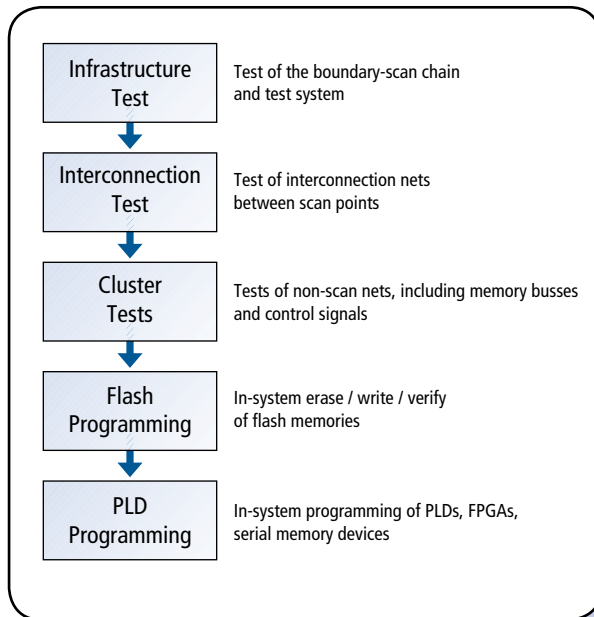 Infrastructure
Test
Test of the boundary-scan chain
and test system
Interconnection
Test
Test of interconnection nets
between scan points
Cluster
Tests
Tests of non-scan nets, including memory busses
and control signals
Flash
Programming
In-system erase / write / verify
of flash memories
PLD
Programming
In-system programming of PLDs, FPGAs,
serial memory devices